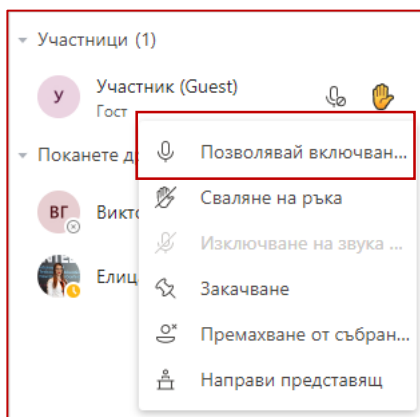 Участници (1)
У
Участник (Guest)
Гост
Позволявай включван...
Поканете д
Сваляне на ръка
ВГ
Викто
Изключване на звука ...
Елиц
Закачване
Премахване от събран...
Направи представящ